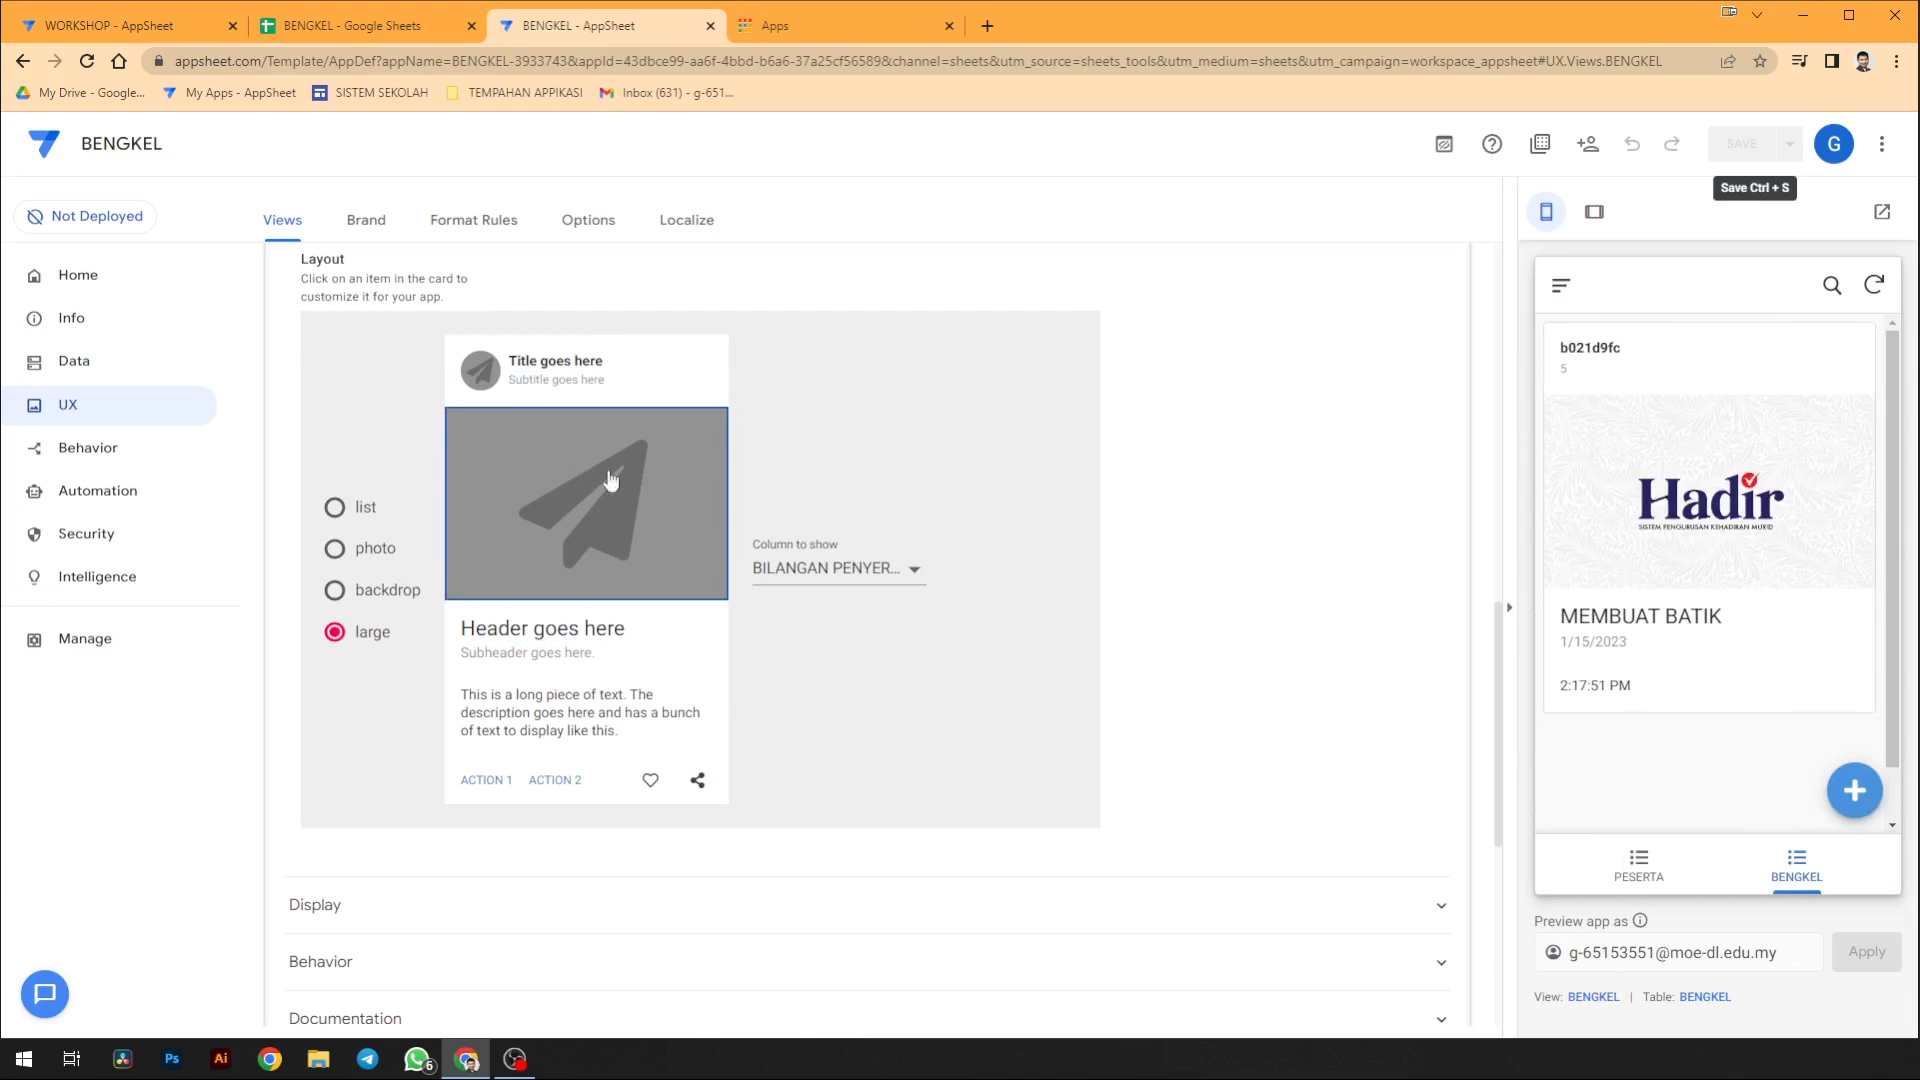 WORKSHOP - AppSheet
BENGKEL - Google Sheets
BENGKEL - AppSheet
Apps
appsheet.com/Template/AppDef?appName=BENGKEL-3933743&appId=43dbce99-aa6f-4bbd-b6a6-37a25cf56589&channel=sheets&utm_source=sheets_tools&utm_medium=sheets&utm_campaign=workspace_appsheet#UX.Views.BENGKEL
My Drive - Google...
My Apps - AppSheet
SISTEM SEKOLAH
TEMPAHAN APPIKASI
Inbox (631) - g-651...
BENGKEL
SAVE
G
Save Ctrl + S
Not Deployed
Views
Brand
Format Rules
Options
Localize
Home
Info
Data
UX
Behavior
Automation
Security
Intelligence
Manage
Layout
Click on an item in the card to
customize it for your app.
list
photo
backdrop
large
Title goes here
Subtitle goes here
Header goes here
Subheader goes here.
This is a long piece of text. The
description goes here and has a bunch
of text to display like this.
ACTION 1
ACTION 2
Column to show
BILANGAN PENYER...
Display
Behavior
Documentation
b021d9fc
5
Hadir
SISTEM PENGURUSAN KEHADIRAN MURID
MEMBUAT BATIK
1/15/2023
2:17:51 PM
PESERTA
BENGKEL
Preview app as
g-65153551@moe-dl.edu.my
Apply
View: BENGKEL | Table: BENGKEL
Ps
Ai
6